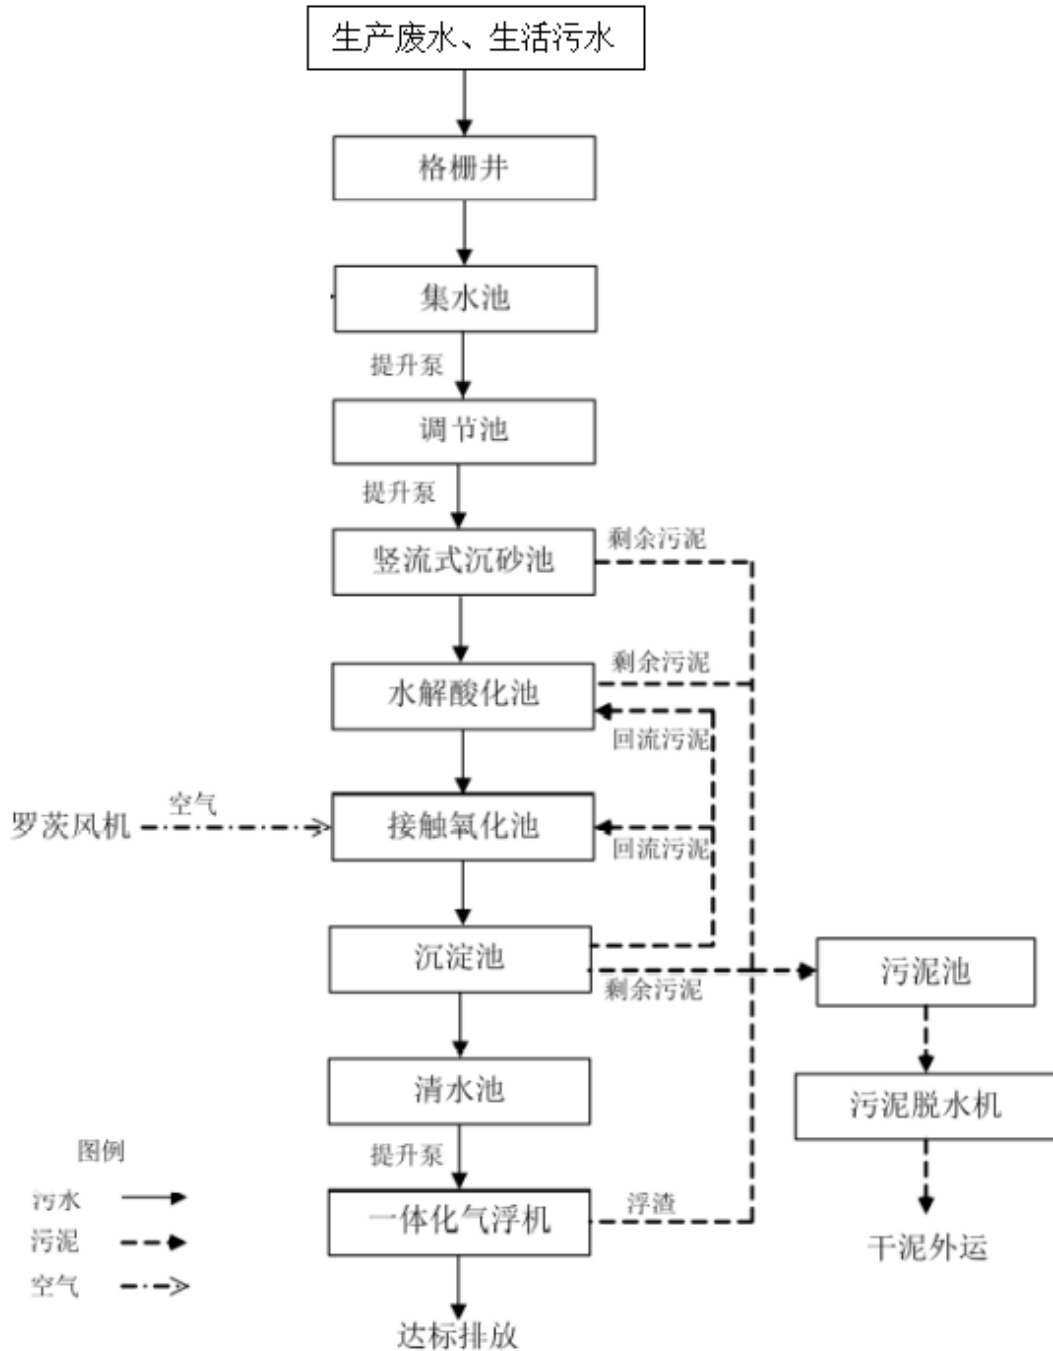 生产废水、生活污水
格栅井
集水池
提升泵
调节池
提升泵
竖流式沉砂池
剩余污泥
水解酸化池
剩余污泥
回流污泥
罗茨风机
空气
接触氧化池
回流污泥
沉淀池
剩余污泥
污泥池
清水池
污泥脱水机
提升泵
一体化气浮机
浮渣
干泥外运
达标排放
图例
污水
污泥
空气